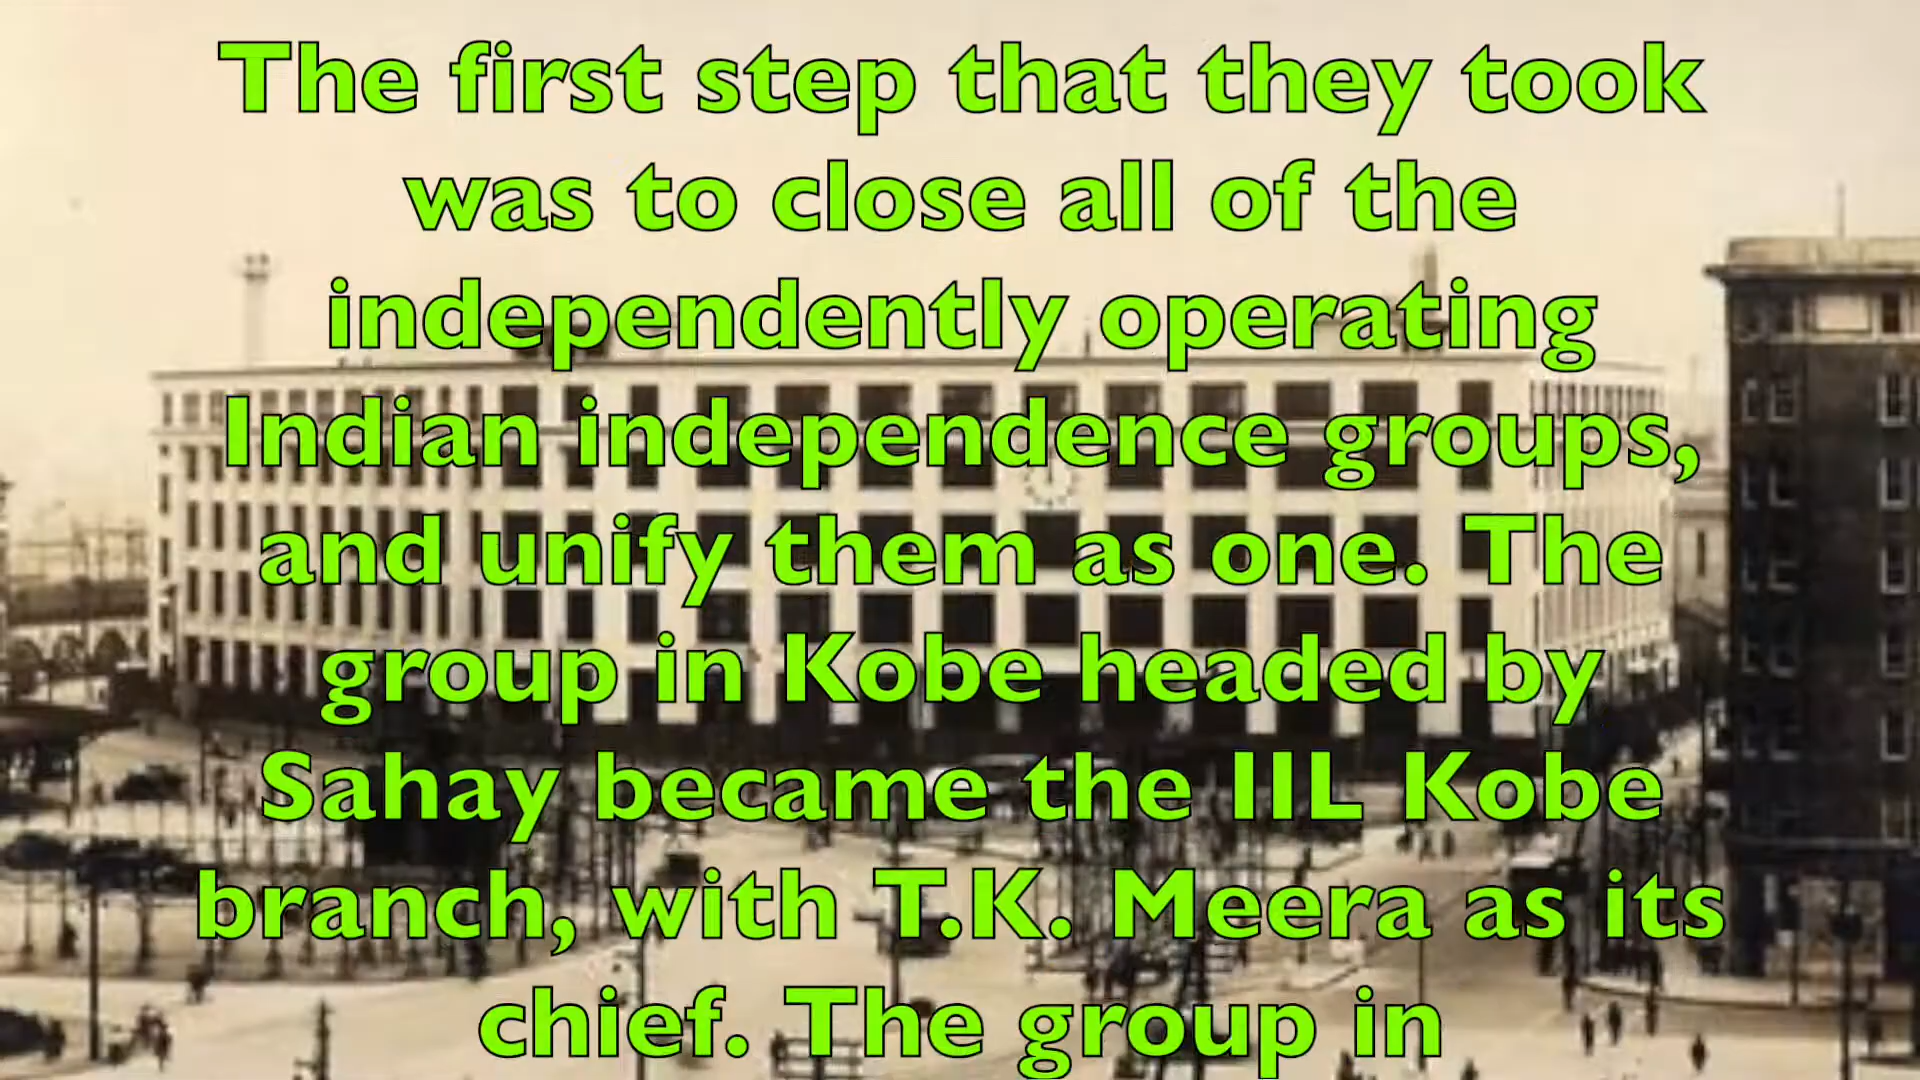 The first step that they took
was to close all of the
independently operating
Indian independence groups,
and unify them as one. The
group in Kobe headed by
Sahay became the IIL Kobe
branch, with T.K. Meera as its
chief. The group in